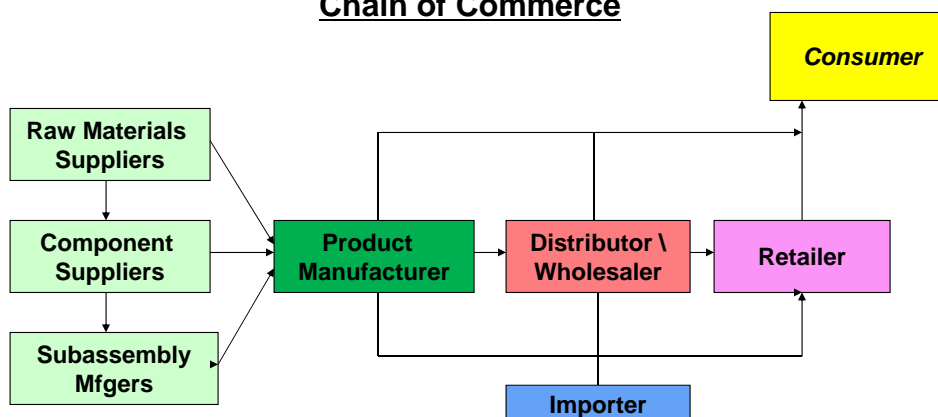 Chain of Commerce
Consumer
Raw Materials
Suppliers
Component
Suppliers
Product
Manufacturer
Distributor \
Wholesaler
Retailer
Subassembly
Mfgers
Importer